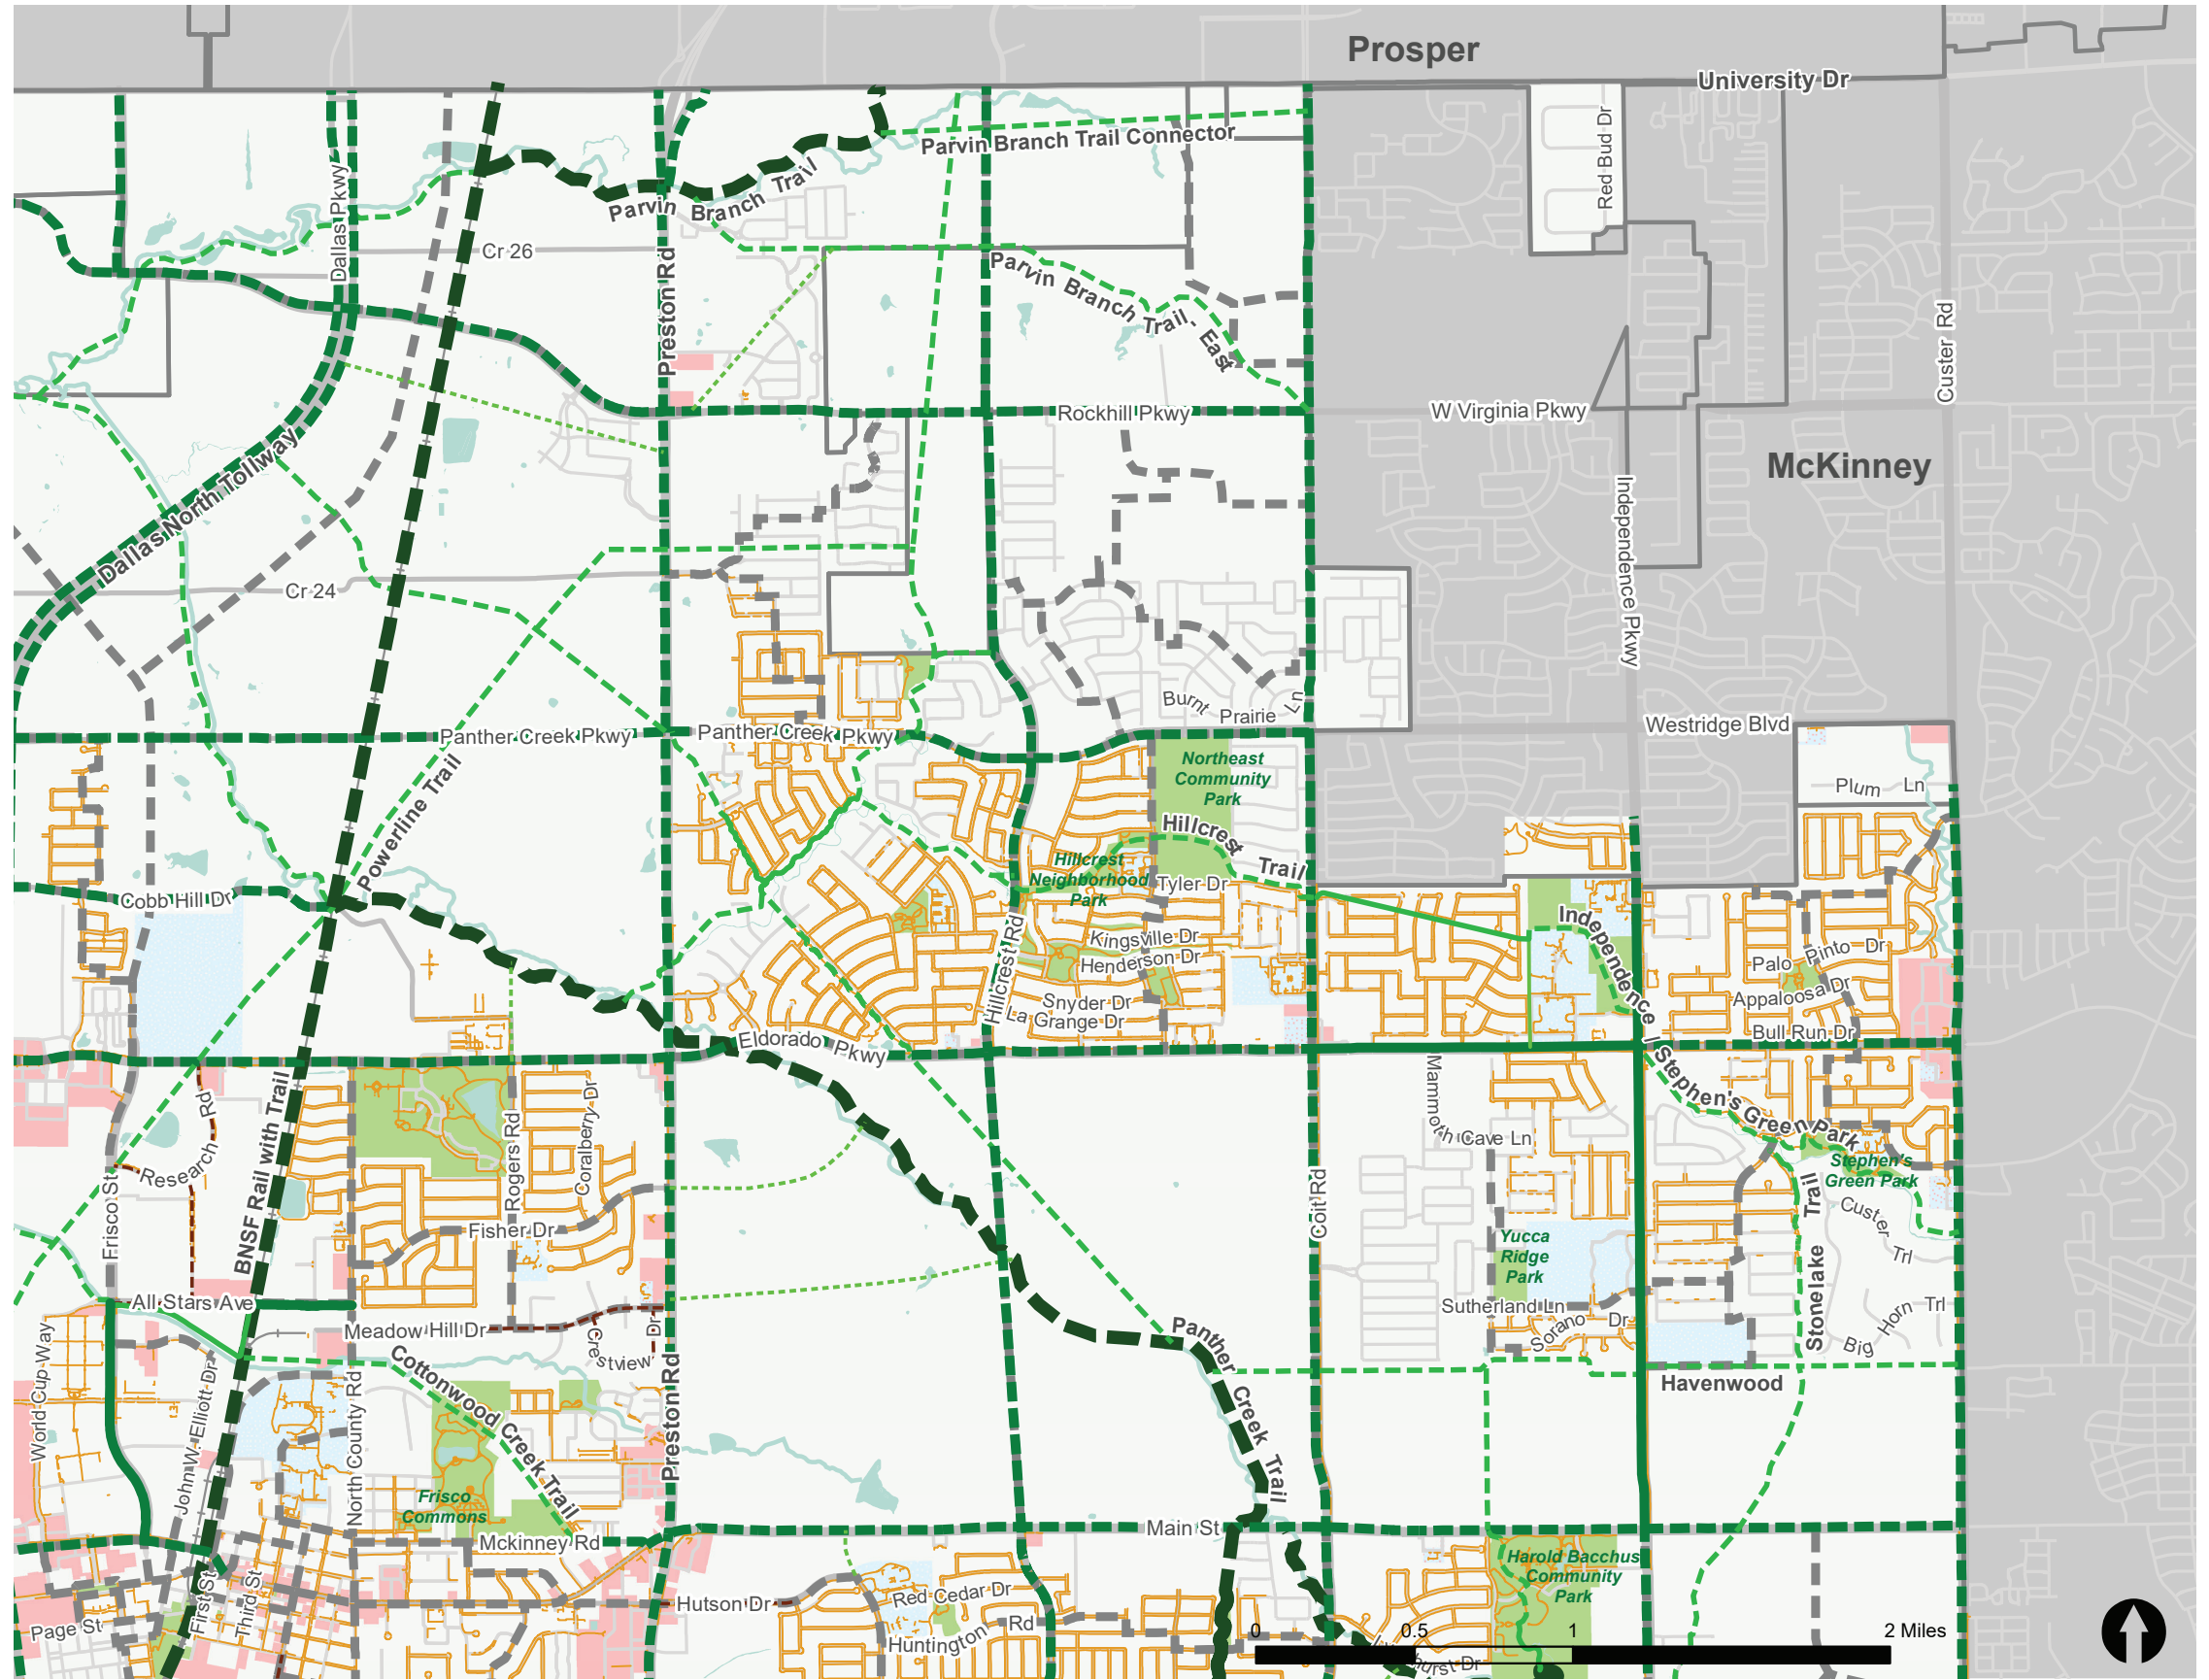 Prosper
University Dr
Red Bud Dr
Parvin Branch Trail Connector
Dallas Pkwy
Parvin Branch Trail
Cr 26
Preston Rd
Parvin Branch Trail - East
Custer Rd
Rockhill Pkwy
W Virginia Pkwy
McKinney
Dallas North Tollway
Independence Pkwy
Cr 24
Burnt Prairie Ln
Westridge Blvd
Panther Creek Pkwy
Panther Creek Pkwy
Northeast
Community
Park
Plum Ln
Powerline Trail
Hillcrest Trail
Hillcrest
Neighborhood
Park
Tyler Dr
Cobb Hill Dr
Independence / Stephen's Green Park
Hillcrest Rd
Kingsville Dr
Henderson Dr
Palo Pinto Dr
Snyder Dr
La Grange Dr
Appaloosa Dr
Bull Run Dr
Eldorado Pkwy
Research Rd
BNSF Rail with Trail
Rogers Rd
Coralberry Dr
Mammoth Cave Ln
Stephen's
Green Park
Frisco St
Fisher Dr
Coit Rd
Yucca
Ridge
Park
Stonelake Trail
Custer Trl
All Stars Ave
Meadow Hill Dr
Crestview Dr
Sutherland Ln
Sorano Dr
Big Horn Trl
World Cup Way
John W. Elliott Dr
North County Rd
Cottonwood Creek Trail
Preston Rd
Panther Creek Trail
Havenwood
Frisco
Commons
Mckinney Rd
Main St
Harold Bacchus
Community
Park
First St
Third St
Page St
Hutson Dr
Red Cedar Dr
Huntington Rd
0 0.5 1 2 Miles